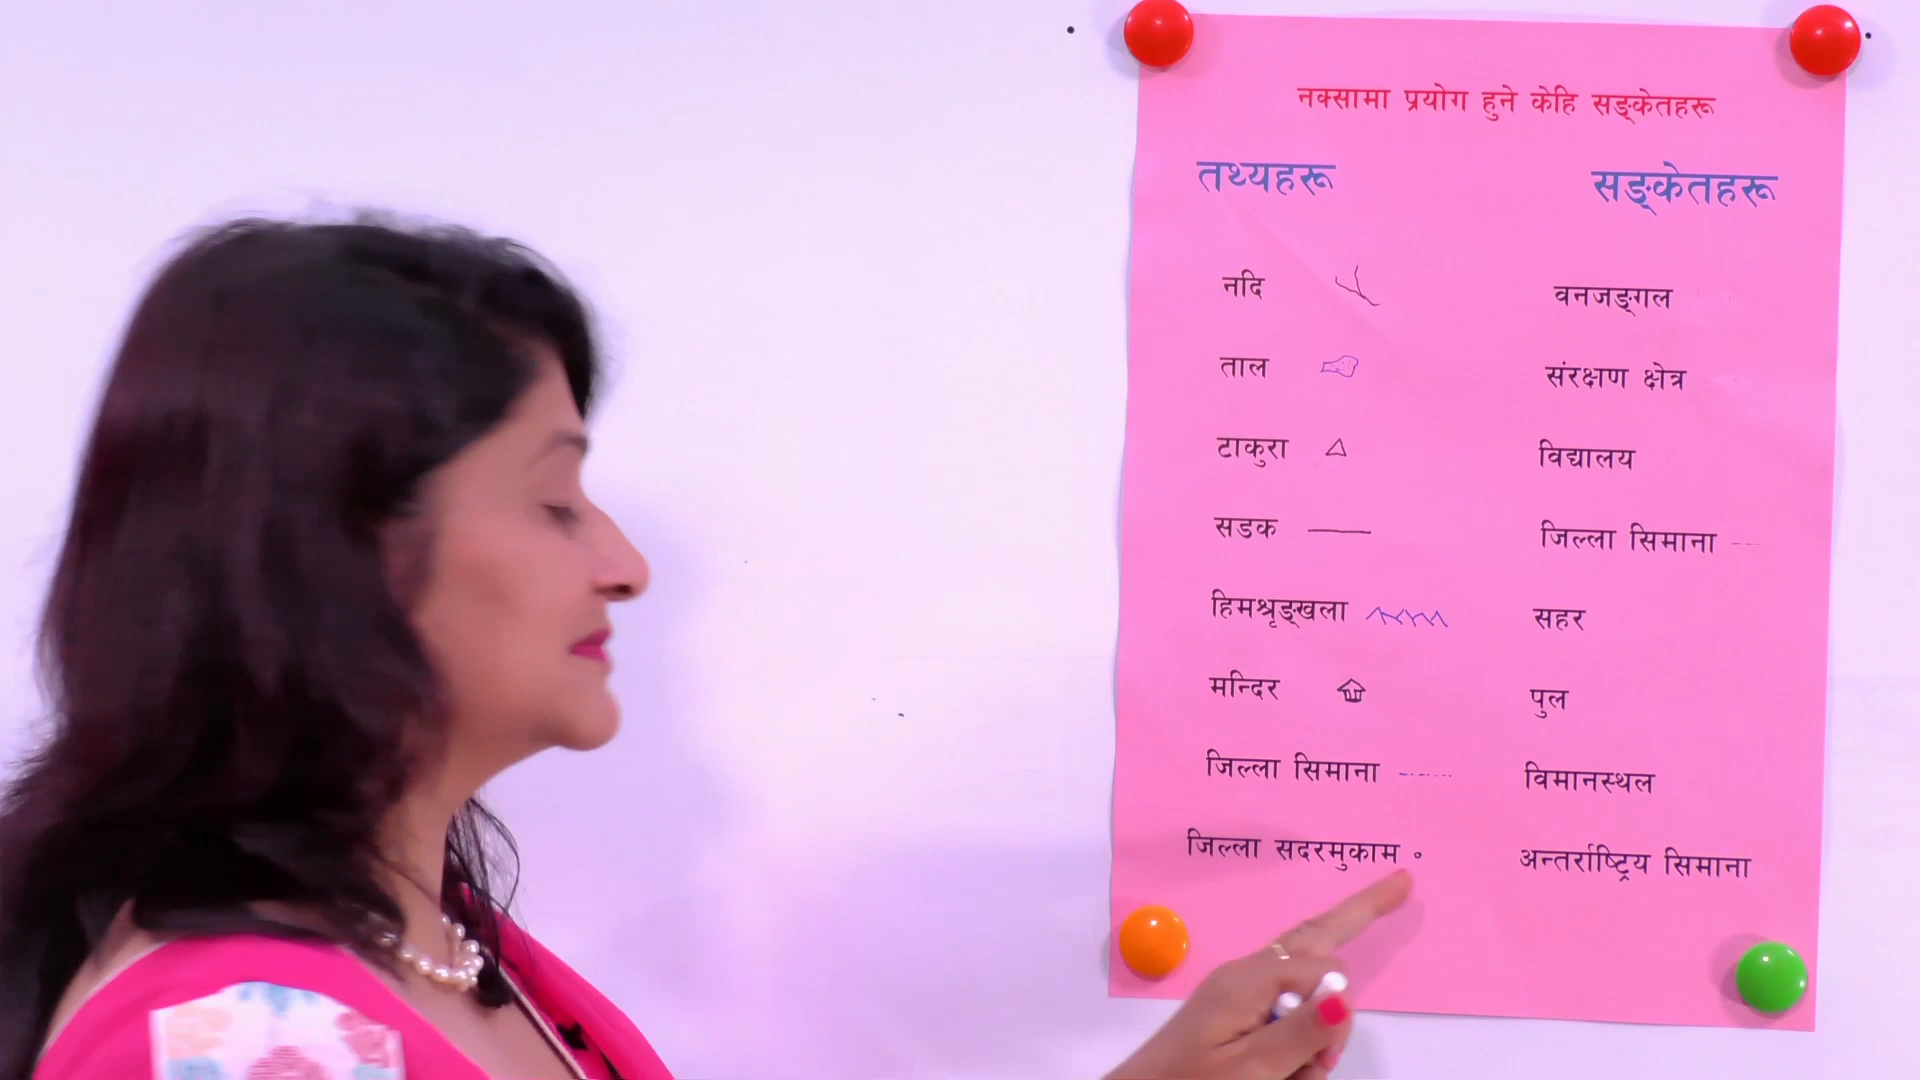 नक्सामा प्रयोग हुने केहि सङ्केतहरू
तथ्यहरू सङ्केतहरू
नदि वनजङ्गल
ताल संरक्षण क्षेत्र
टाकुरा विद्यालय
सडक जिल्ला सिमाना
हिमश्रृङ्खला सहर
मन्दिर पुल
जिल्ला सिमाना विमानस्थल
जिल्ला सदरमुकाम अन्तर्राष्ट्रिय सिमाना